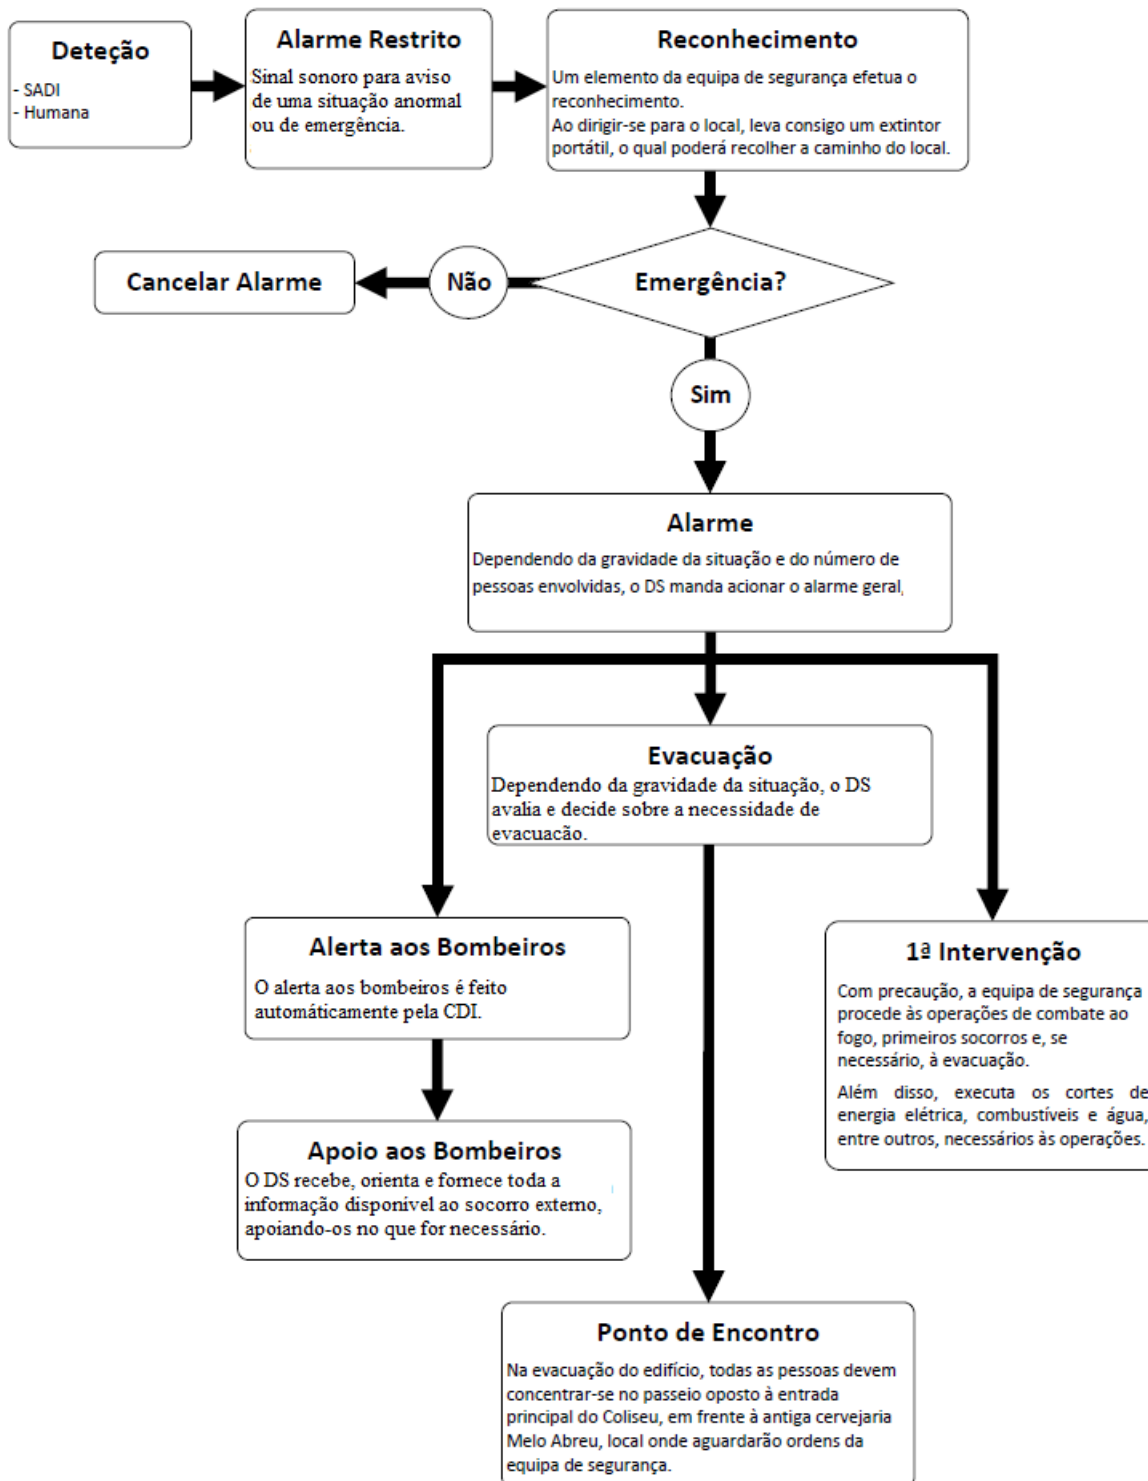 Deteção
- SADI
- Humana
Alarme Restrito
Sinal sonoro para aviso
de uma situação anormal
ou de emergência.
Reconhecimento
Um elemento da equipa de segurança efetua o
reconhecimento.
Ao dirigir-se para o local, leva consigo um extintor
portátil, o qual poderá recolher a caminho do local.
Emergência?
Não
Cancelar Alarme
Sim
Alarme
Dependendo da gravidade da situação e do número de
pessoas envolvidas, o DS manda acionar o alarme geral,
Evacuação
Dependendo da gravidade da situação, o DS
avalia e decide sobre a necessidade de
evacuacão.
Alerta aos Bombeiros
O alerta aos bombeiros é feito
automáticamente pela CDI.
1ª Intervenção
Com precaução, a equipa de segurança
procede às operações de combate ao
fogo, primeiros socorros e, se
necessário, à evacuação.
Além disso, executa os cortes de
energia elétrica, combustíveis e água,
entre outros, necessários às operações.
Apoio aos Bombeiros
O DS recebe, orienta e fornece toda a
informação disponível ao socorro externo,
apoiando-os no que for necessário.
Ponto de Encontro
Na evacuação do edifício, todas as pessoas devem
concentrar-se no passeio oposto à entrada
principal do Coliseu, em frente à antiga cervejaria
Melo Abreu, local onde aguardarão ordens da
equipa de segurança.